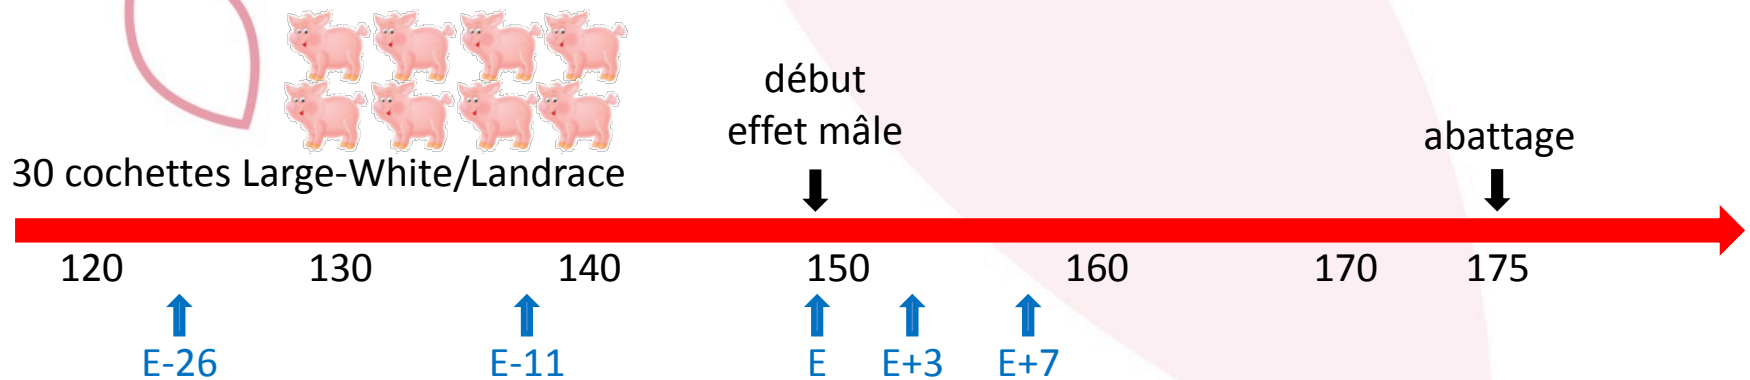 début
effet mâle
abattage
30 cochettes Large-White/Landrace
120 130 140 150 160 170 175
E-26 E-11 E E+3 E+7